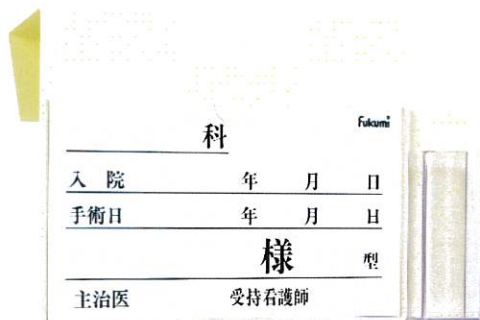 Fukumi
科
入院 年 月 日
手術日 年 月 日
様 型
主治医 受持看護師